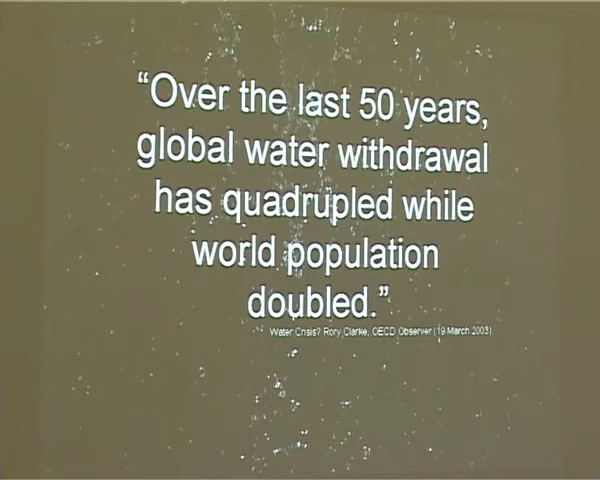 “Over the last 50 years,
global water withdrawal
has quadrupled while
world population
doubled.”
Water Crisis? Rory Clarke, OECD Observer (19 March 2003)